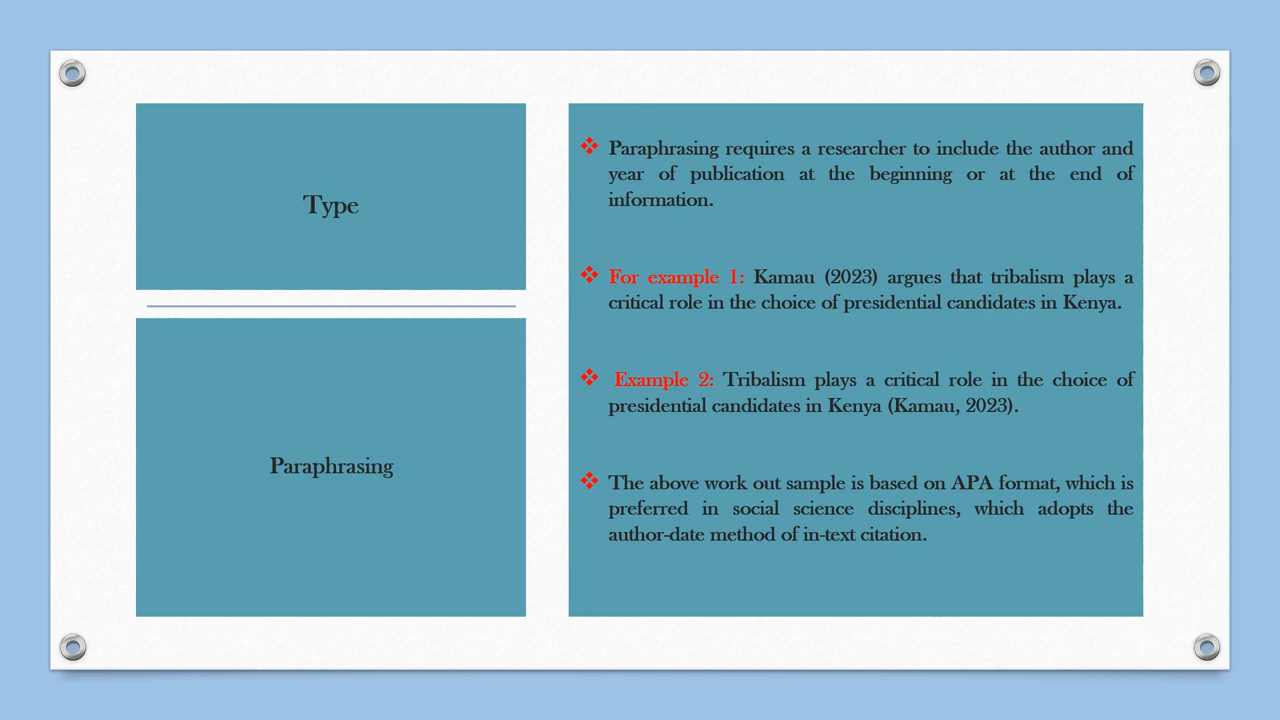 Type
Paraphrasing
Paraphrasing requires a researcher to include the author and
year of publication at the beginning or at the end of
information.
For example 1: Kamau (2023) argues that tribalism plays a
critical role in the choice of presidential candidates in Kenya.
Example 2: Tribalism plays a critical role in the choice of
presidential candidates in Kenya (Kamau, 2023).
The above work out sample is based on APA format, which is
preferred in social science disciplines, which adopts the
author-date method of in-text citation.